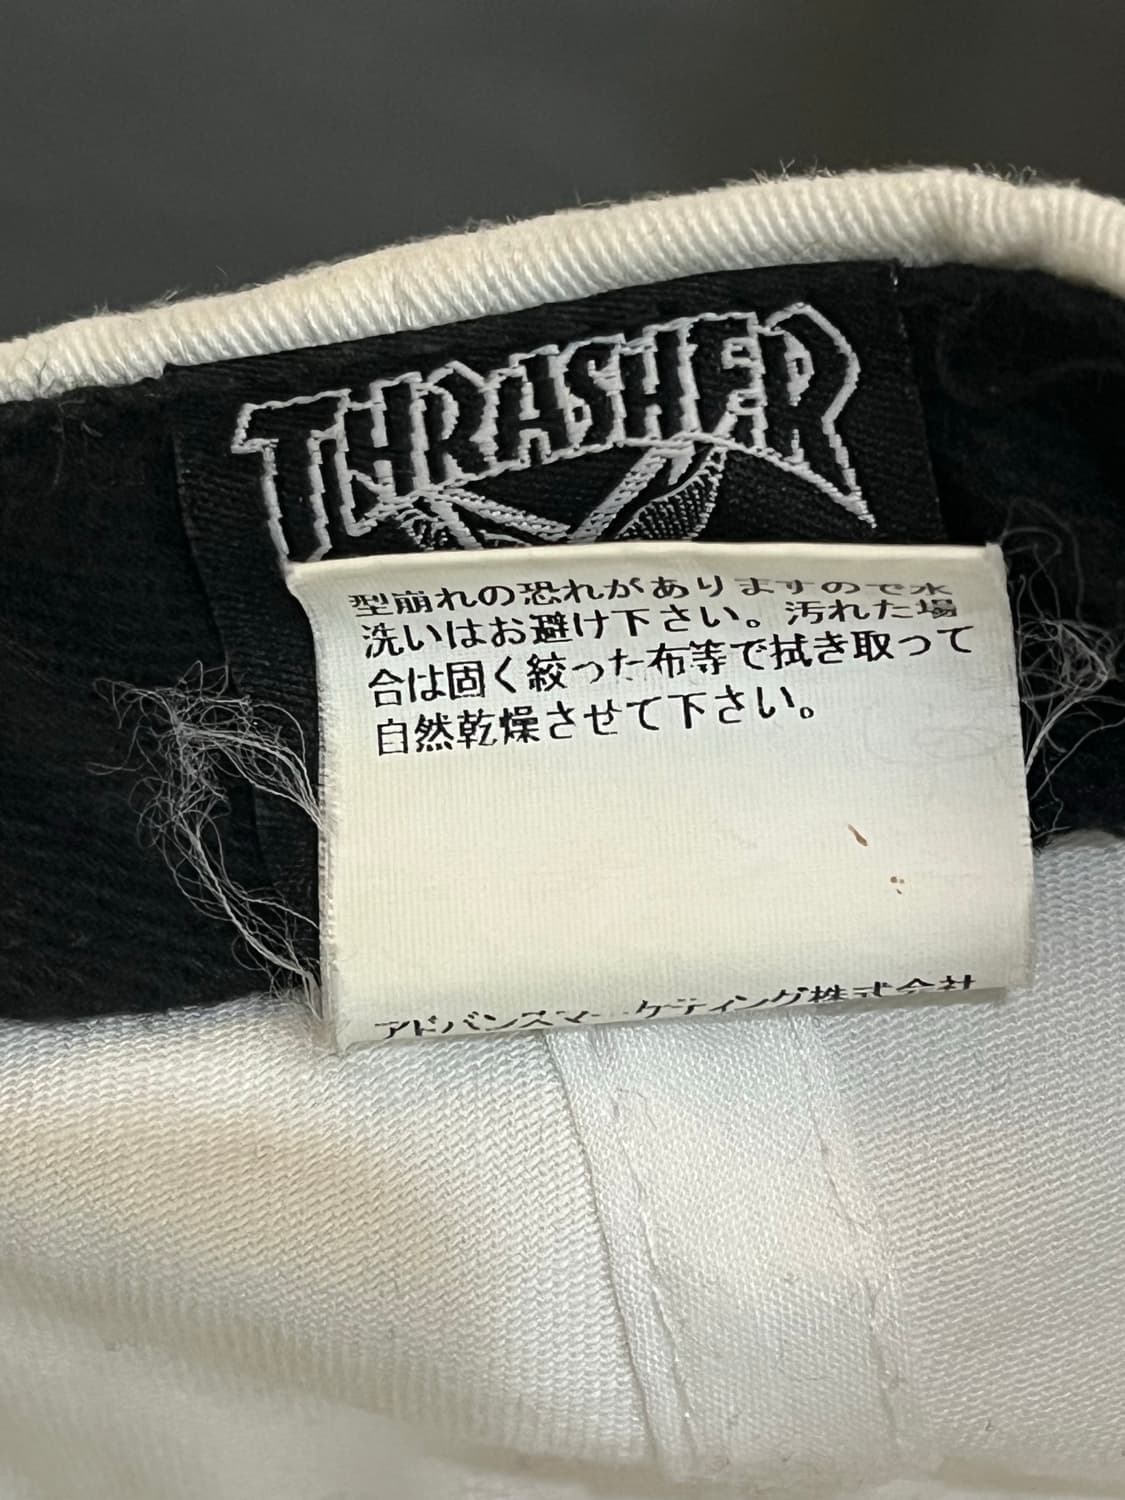 THRASHER
型崩れの恐れがありますので水
洗いはお避け下さい。汚れた場
合は固く絞った布等で拭き取って
自然乾燥させて下さい。
アドバンスマーケティング株式会社